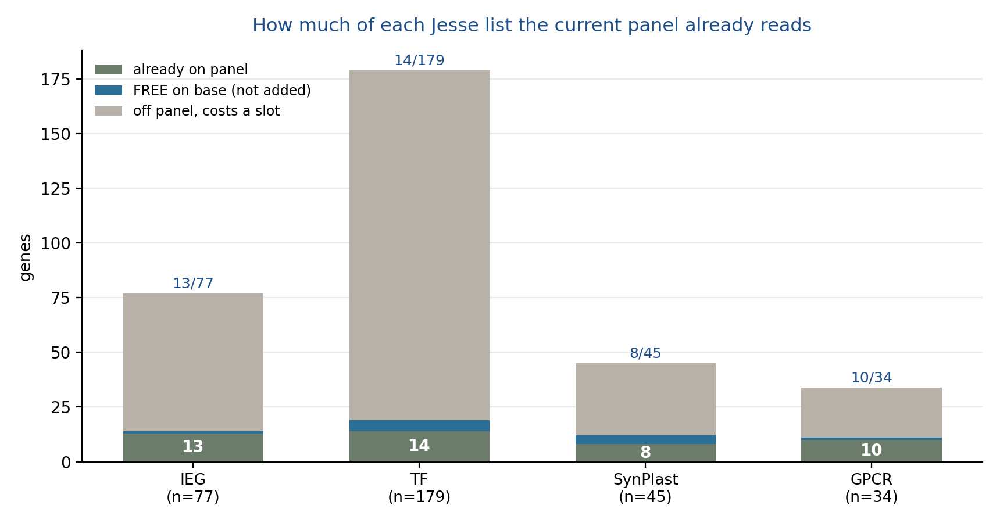 How much of each Jesse list the current panel already reads
already on panel
FREE on base (not added)
off panel, costs a slot
genes
175
150
125
100
75
50
25
0
13/77
14/179
8/45
10/34
13
14
8
10
IEG
(n=77)
TF
(n=179)
SynPlast
(n=45)
GPCR
(n=34)